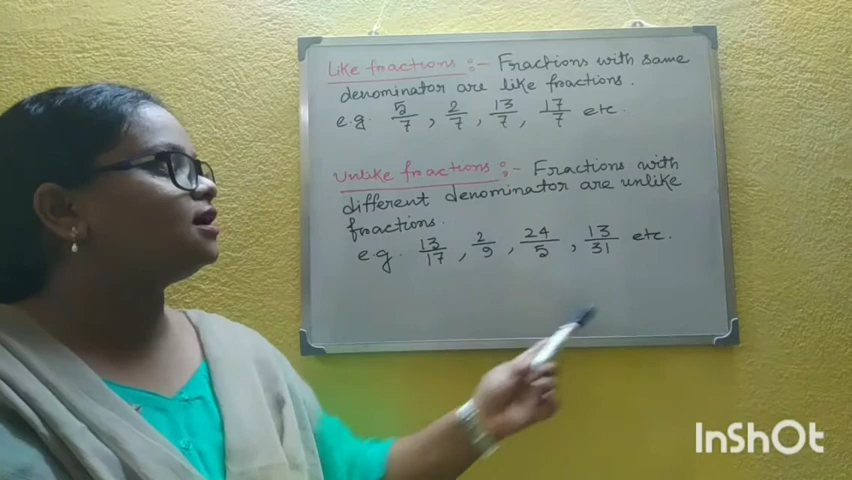 Like fractions :- Fractions with same
denominator are like fractions.
e.g. 5/7, 2/7, 13/7, 17/7 etc.
Unlike fractions :- Fractions with
different denominator are unlike
fractions.
e.g. 13/17, 2/9, 24/5, 13/31 etc.
InShOt